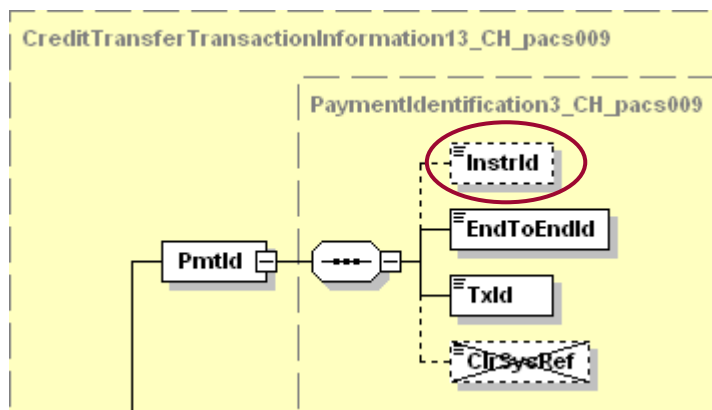 CreditTransferTransactionInformation13_CH_pacs009
PaymentIdentification3_CH_pacs009
InstrId
EndToEndId
PmtId
TxId
ClrSysRef